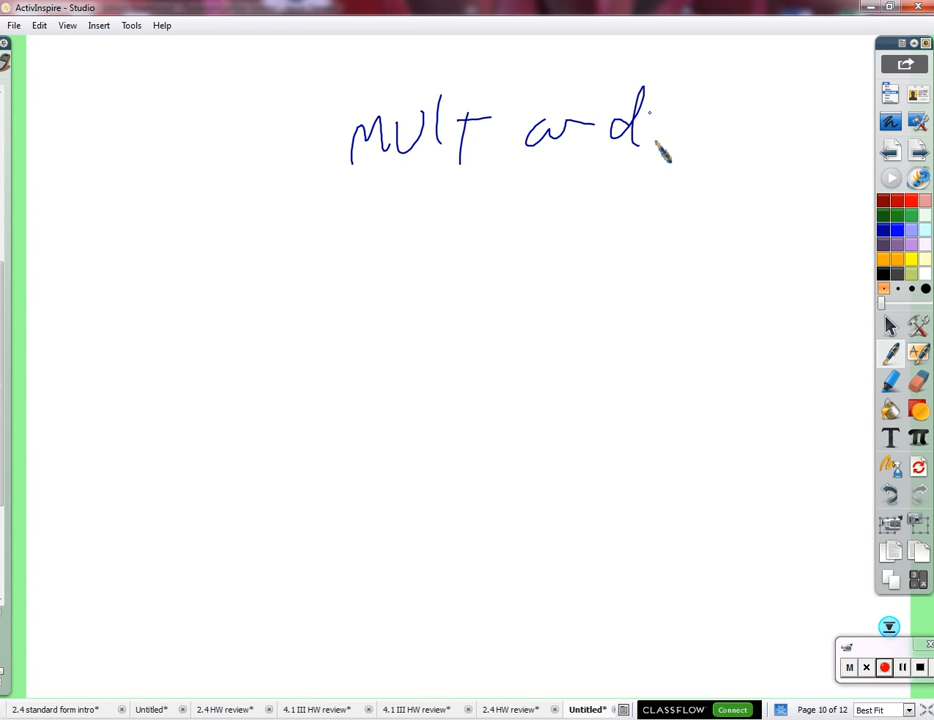 ActivInspire - Studio
File Edit View Insert Tools Help
mult and
M
2.4 standard form intro* Untitled* 2.4 HW review* 4.1 III HW review* 4.1 III HW review* 2.4 HW review* Untitled* CLASSFLOW Connect Page 10 of 12 Best Fit